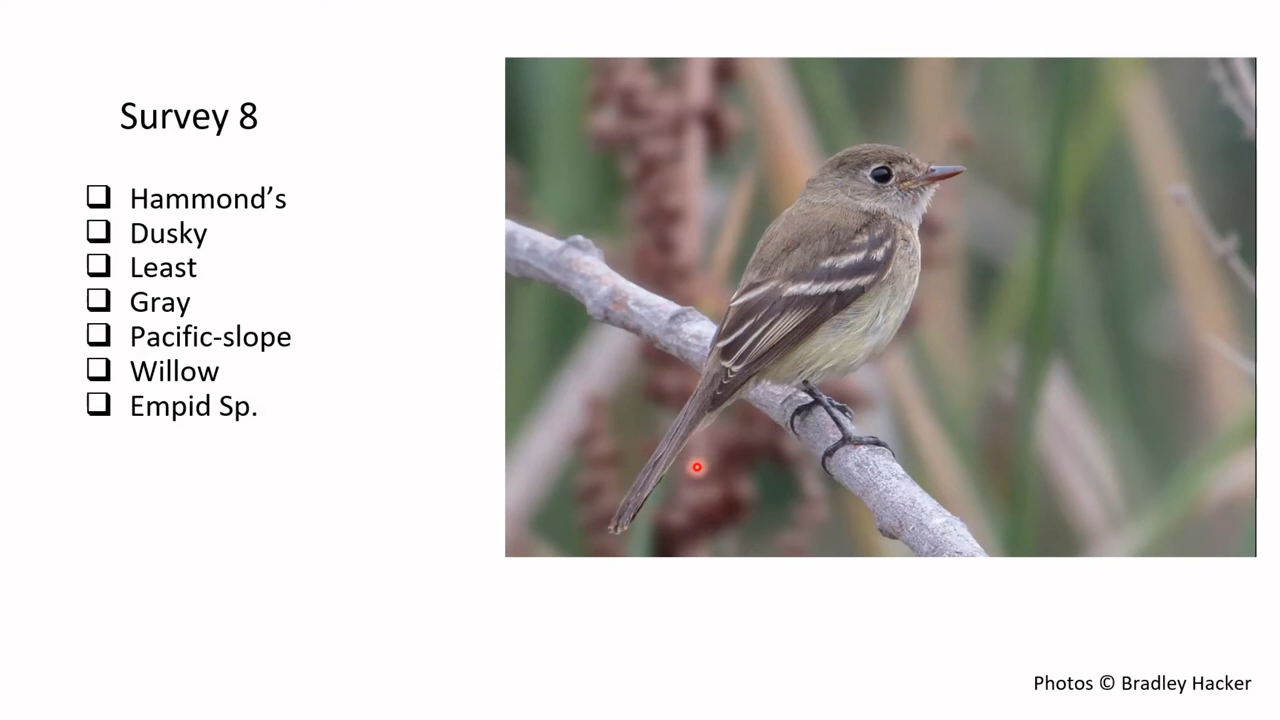 Survey 8
Hammond’s
Dusky
Least
Gray
Pacific-slope
Willow
Empid Sp.
Photos © Bradley Hacker